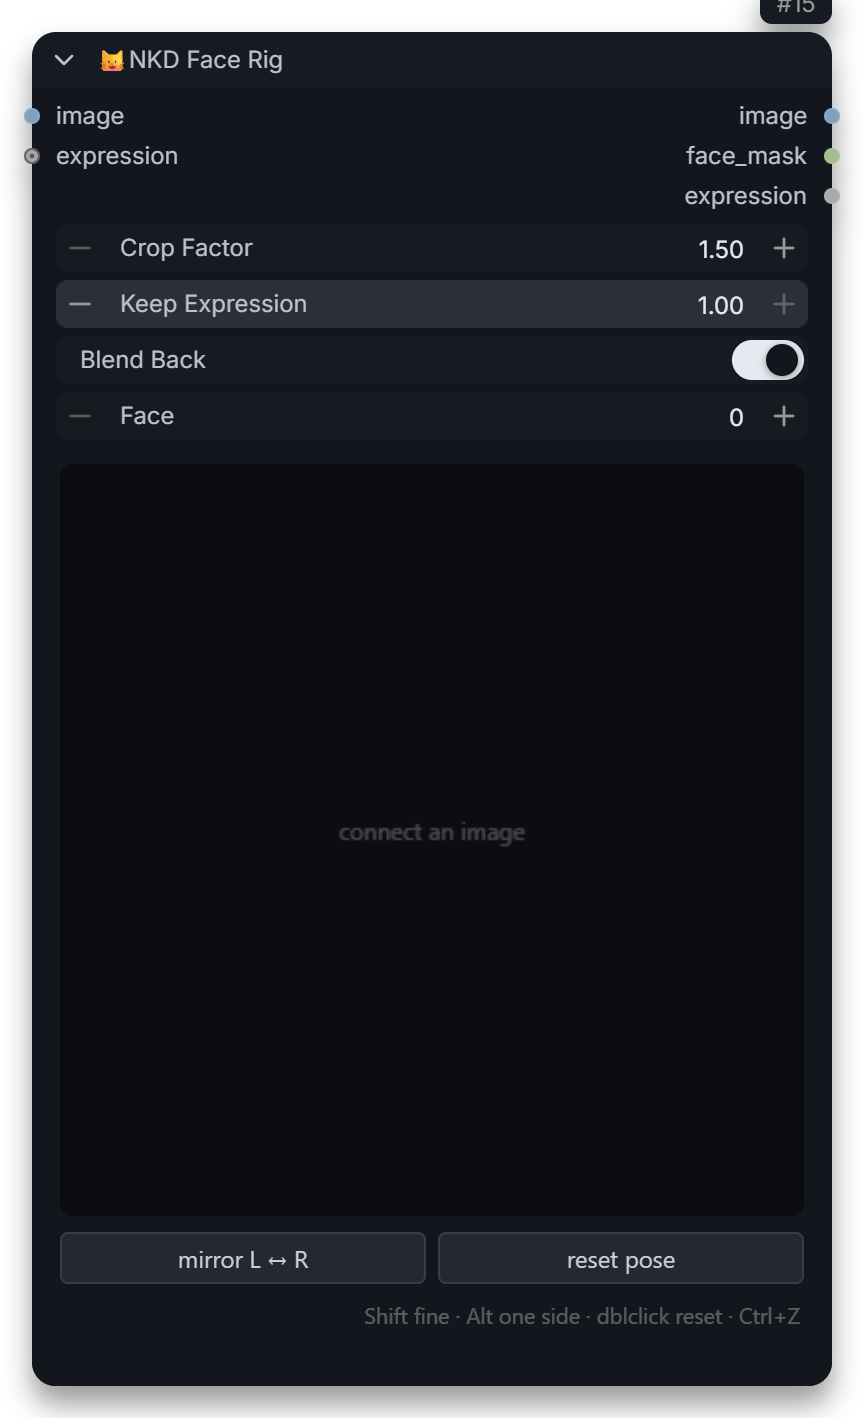 #15
NKD Face Rig
image image
expression face_mask
expression
Crop Factor 1.50
Keep Expression 1.00
Blend Back
Face 0
connect an image
mirror L ↔ R reset pose
Shift fine · Alt one side · dblclick reset · Ctrl+Z